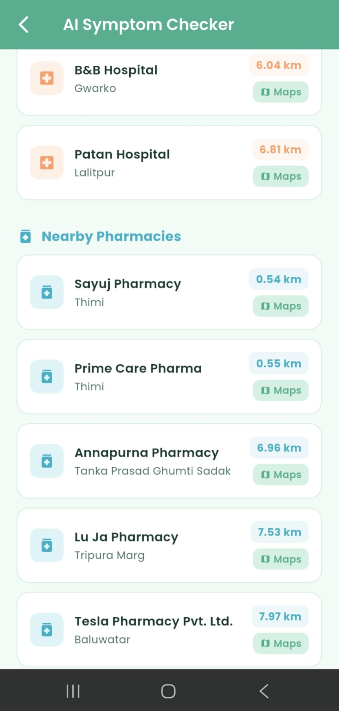 AI Symptom Checker
B&B Hospital
6.04 km
Gwarko
Maps
Patan Hospital
6.81 km
Lalitpur
Maps
Nearby Pharmacies
Sayuj Pharmacy
0.54 km
Thimi
Maps
Prime Care Pharma
0.55 km
Thimi
Maps
Annapurna Pharmacy
6.96 km
Tanka Prasad Ghumti Sadak
Maps
Lu Ja Pharmacy
7.53 km
Tripura Marg
Maps
Tesla Pharmacy Pvt. Ltd.
7.97 km
Baluwatar
Maps